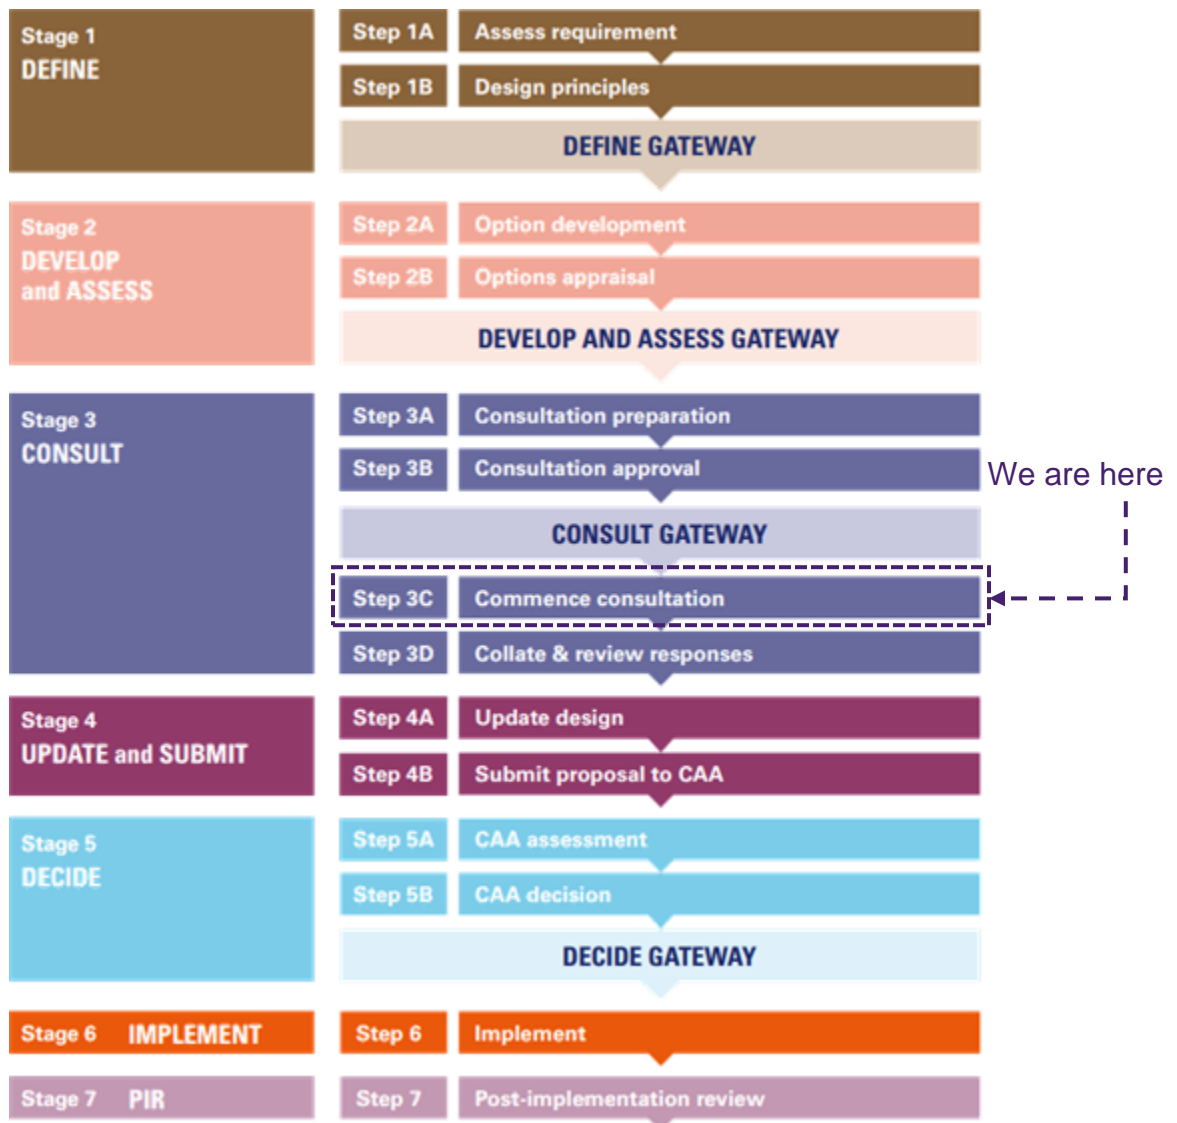 Stage 1
DEFINE
Step 1A Assess requirement
Step 1B Design principles
DEFINE GATEWAY
Stage 2
DEVELOP
and ASSESS
Step 2A Option development
Step 2B Options appraisal
DEVELOP AND ASSESS GATEWAY
Stage 3
CONSULT
Step 3A Consultation preparation
Step 3B Consultation approval
We are here
CONSULT GATEWAY
Step 3C Commence consultation
Step 3D Collate & review responses
Stage 4
UPDATE and SUBMIT
Step 4A Update design
Step 4B Submit proposal to CAA
Stage 5
DECIDE
Step 5A CAA assessment
Step 5B CAA decision
DECIDE GATEWAY
Stage 6 IMPLEMENT
Step 6 Implement
Stage 7 PIR
Step 7 Post-implementation review